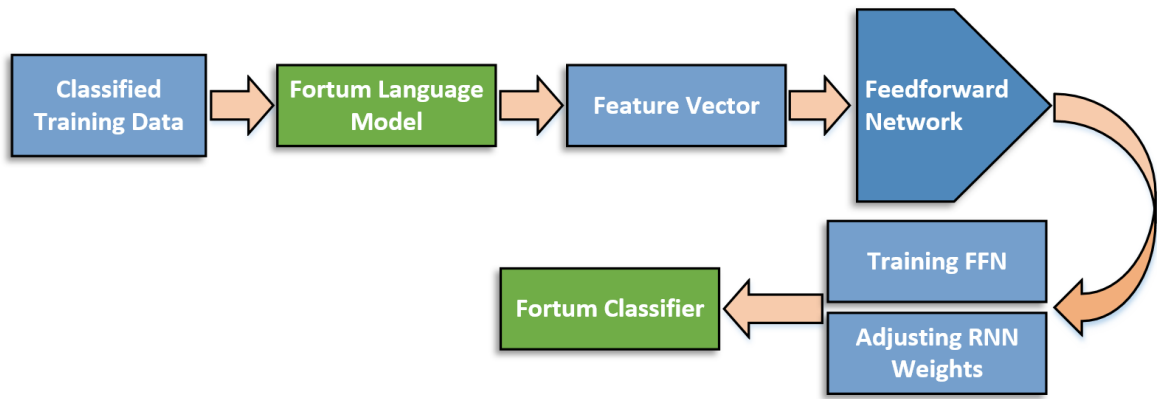 Classified
Training Data
Fortum Language
Model
Feature Vector
Feedforward
Network
Training FFN
Fortum Classifier
Adjusting RNN
Weights